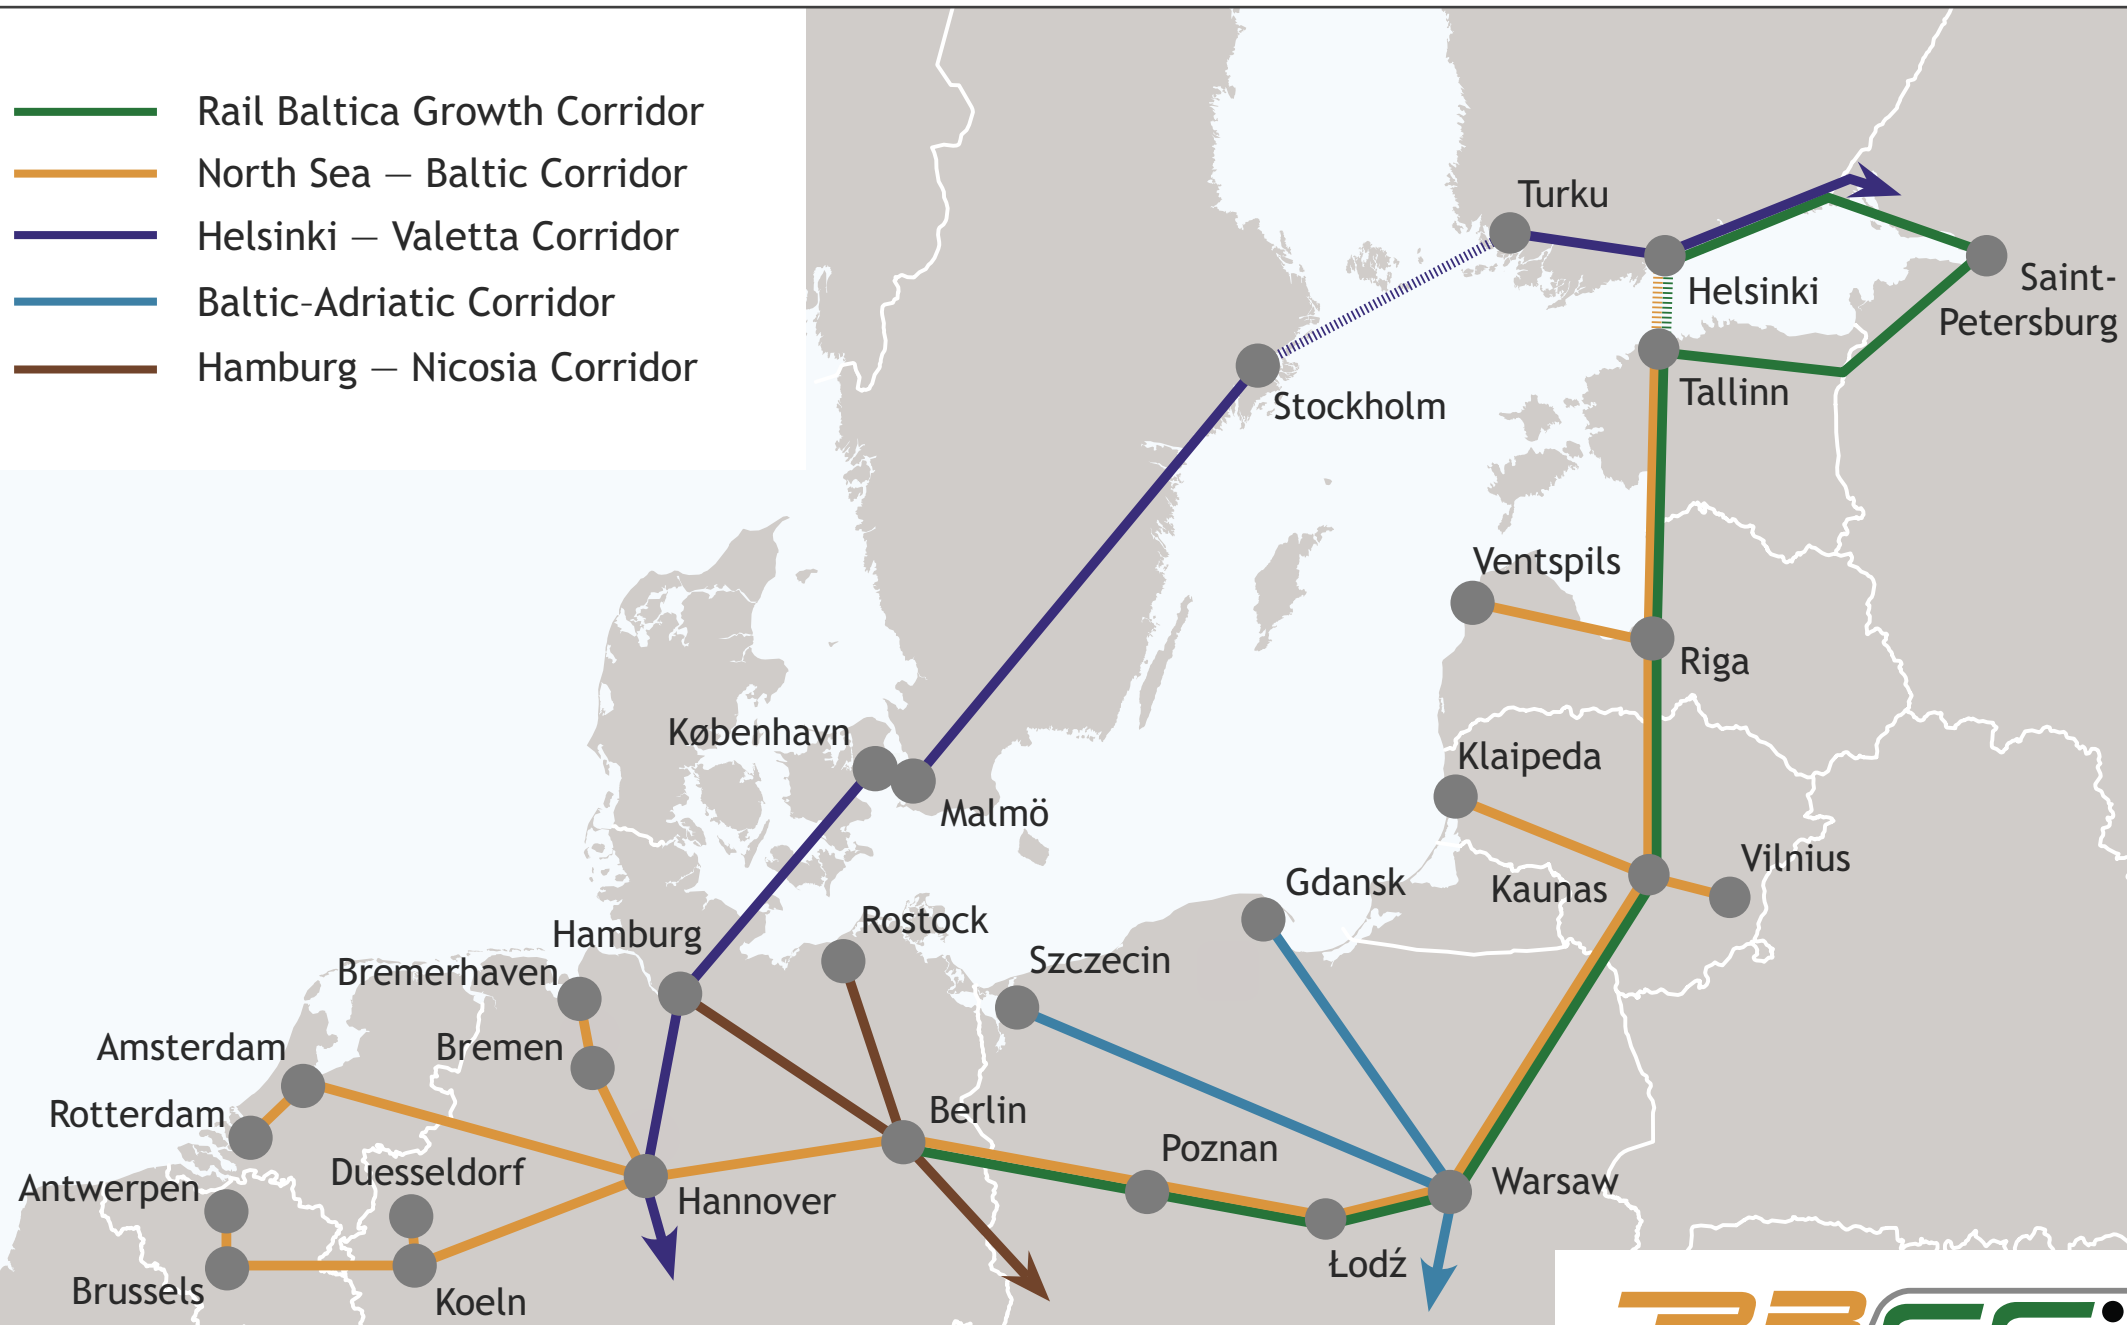 Rail Baltica Growth Corridor
North Sea — Baltic Corridor
Helsinki — Valetta Corridor
Baltic-Adriatic Corridor
Hamburg — Nicosia Corridor
Turku
Helsinki
Saint-
Petersburg
Tallinn
Stockholm
Ventspils
Riga
København
Malmö
Klaipeda
Vilnius
Kaunas
Gdansk
Rostock
Hamburg
Szczecin
Bremerhaven
Amsterdam
Bremen
Rotterdam
Berlin
Poznan
Duesseldorf
Antwerpen
Hannover
Warsaw
Łodź
Brussels
Koeln